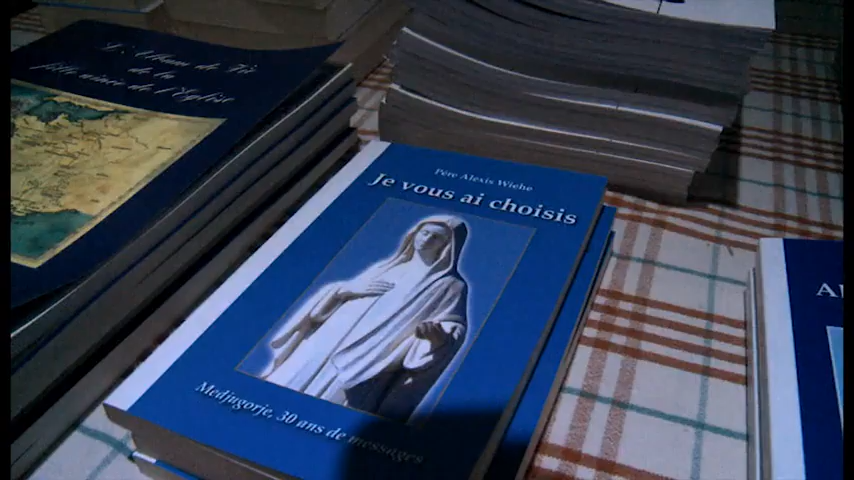 L'Album de Foi
de la
fille aînée de l'Eglise
Père Alexis Wiehe
Je vous ai choisis
Medjugorje, 30 ans de messages